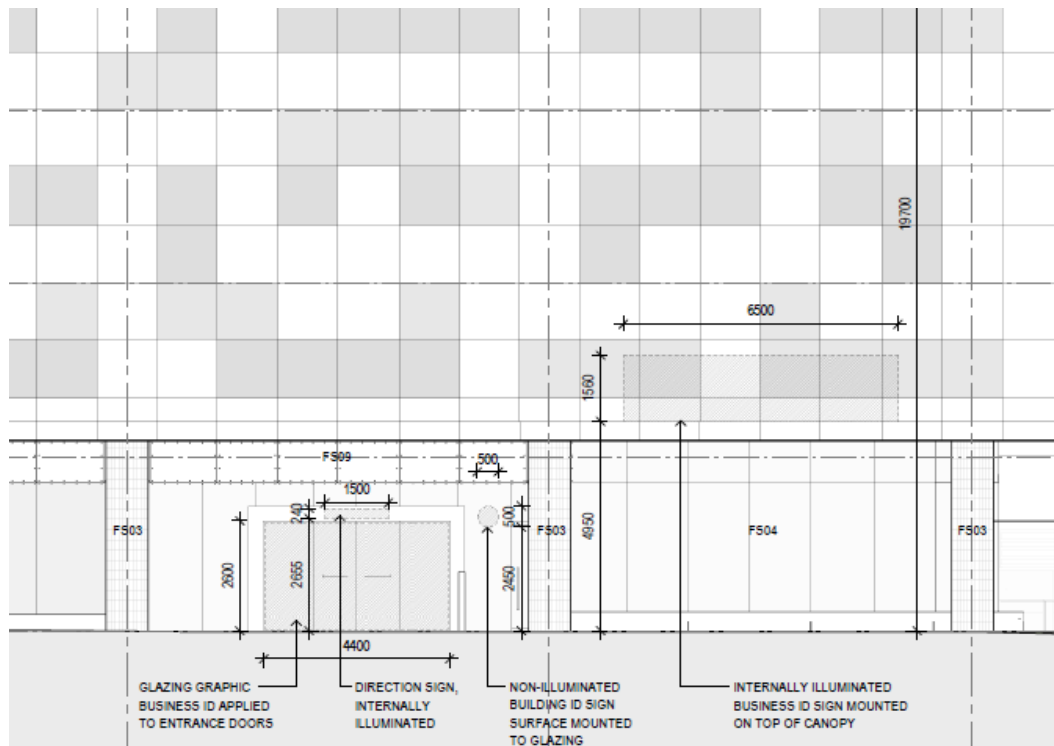 19700
6500
1560
FS09
500
1500
240
500
FS03
FS03
4950
FS04
FS03
2600
2655
2450
4400
GLAZING GRAPHIC
BUSINESS ID APPLIED
TO ENTRANCE DOORS
DIRECTION SIGN,
INTERNALLY
ILLUMINATED
NON-ILLUMINATED
BUILDING ID SIGN
SURFACE MOUNTED
TO GLAZING
INTERNALLY ILLUMINATED
BUSINESS ID SIGN MOUNTED
ON TOP OF CANOPY